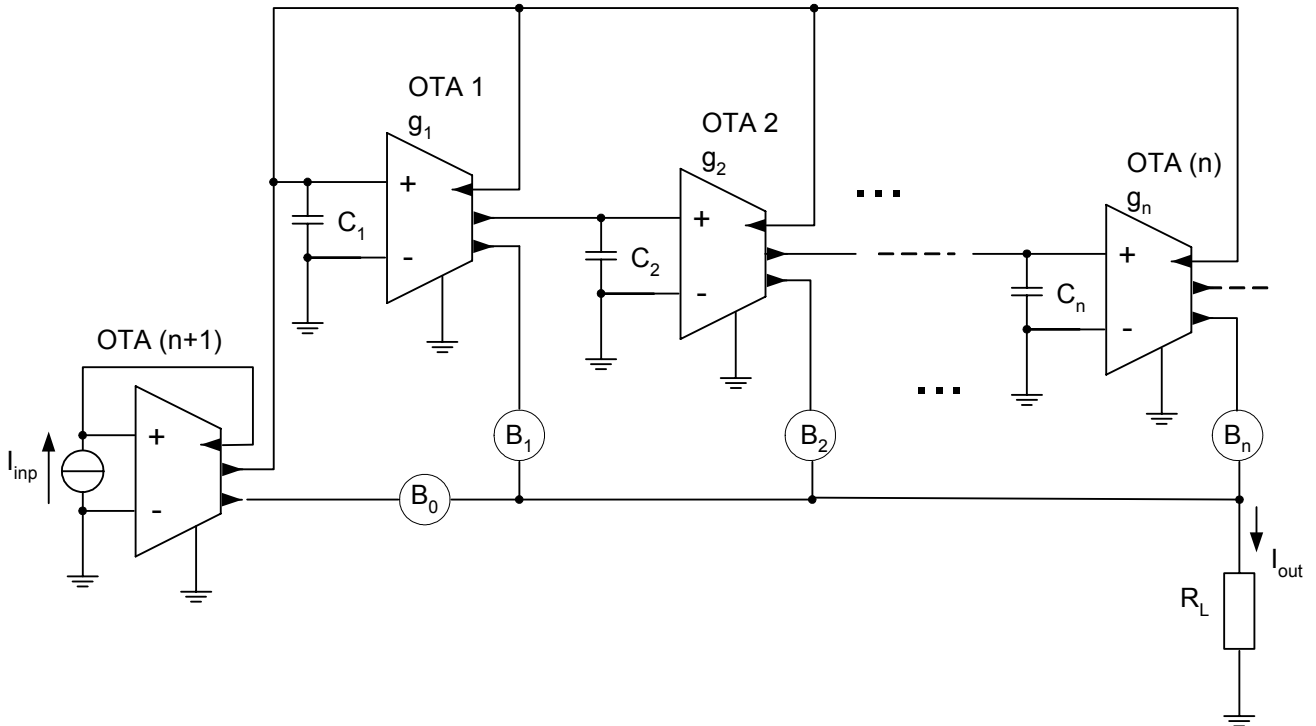 OTA 1
g₁
OTA 2
g₂
OTA (n)
gₙ
+
-
C₁
+
-
C₂
...
+
-
Cₙ
OTA (n+1)
+
-
Iᵢₙₚ
...
B₁
B₂
Bₙ
B₀
Iₒᵤₜ
R_L